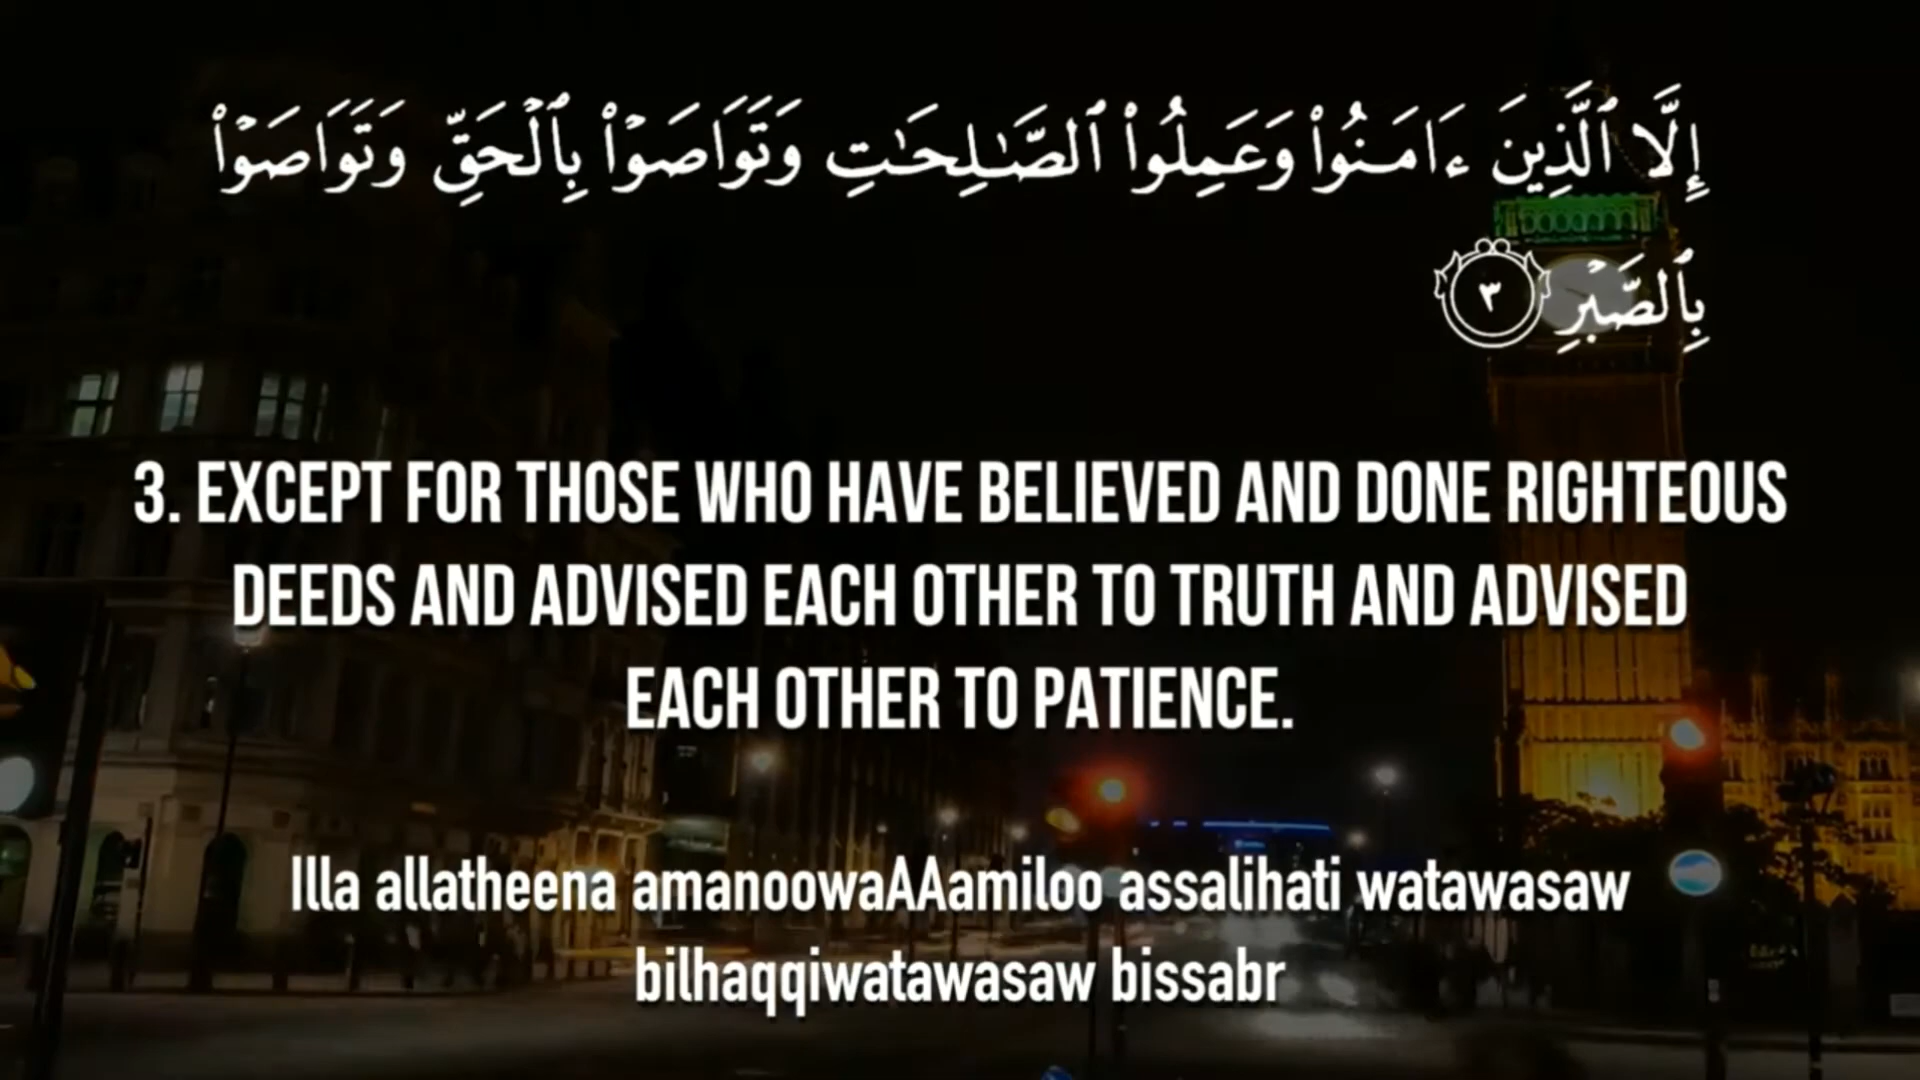 إِلَّا ٱلَّذِينَ ءَامَنُوا۟ وَعَمِلُوا۟ ٱلصَّـٰلِحَـٰتِ وَتَوَاصَوْا۟ بِٱلْحَقِّ وَتَوَاصَوْا۟
بِٱلصَّبْرِ ٣
3. EXCEPT FOR THOSE WHO HAVE BELIEVED AND DONE RIGHTEOUS
DEEDS AND ADVISED EACH OTHER TO TRUTH AND ADVISED
EACH OTHER TO PATIENCE.
Illa allatheena amanoowaAAamiloo assalihati watawasaw
bilhaqqiwatawasaw bissabr